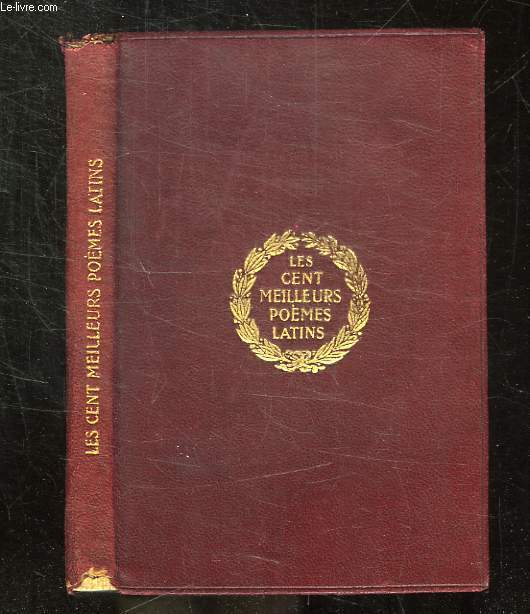 Le-livre.com
LES CENT MEILLEURS POÈMES LATINS
LES
CENT
MEILLEURS
POÈMES
LATINS